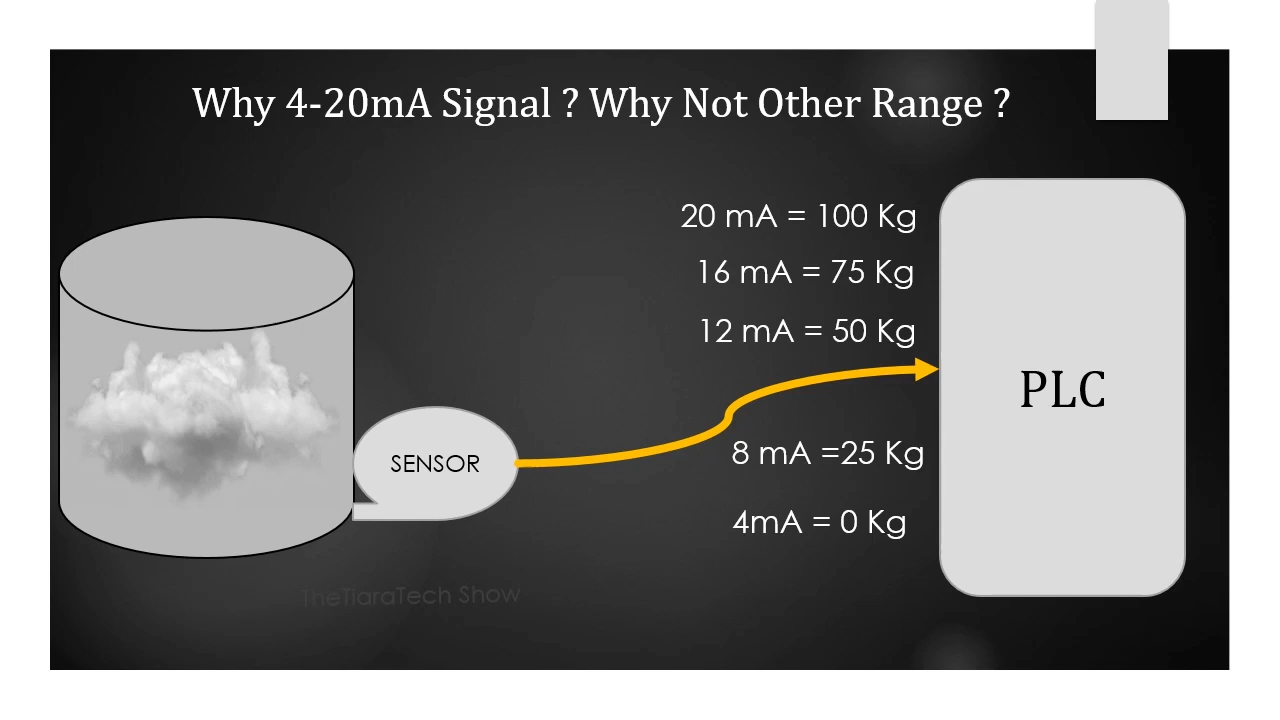 Why 4-20mA Signal ? Why Not Other Range ?
20 mA = 100 Kg
16 mA = 75 Kg
12 mA = 50 Kg
PLC
SENSOR
8 mA =25 Kg
4mA = 0 Kg
TheTiaraTech Show